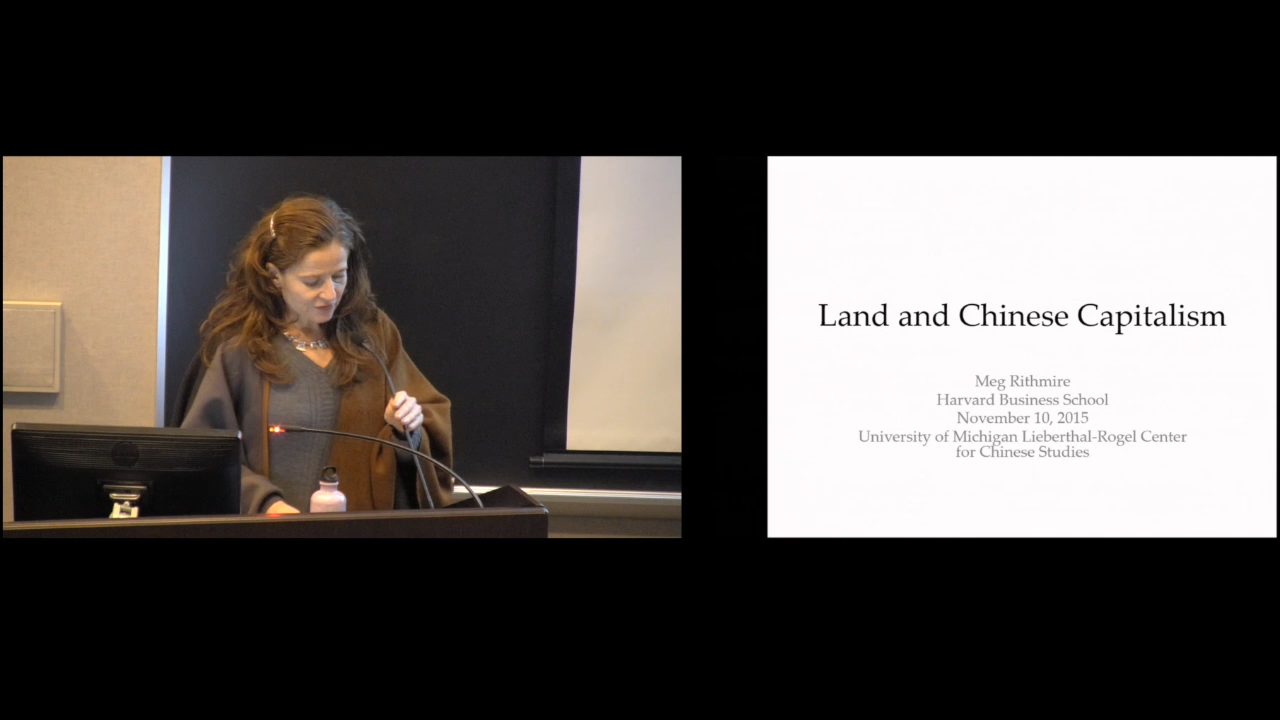 Land and Chinese Capitalism
Meg Rithmire
Harvard Business School
November 10, 2015
University of Michigan Lieberthal-Rogel Center
for Chinese Studies